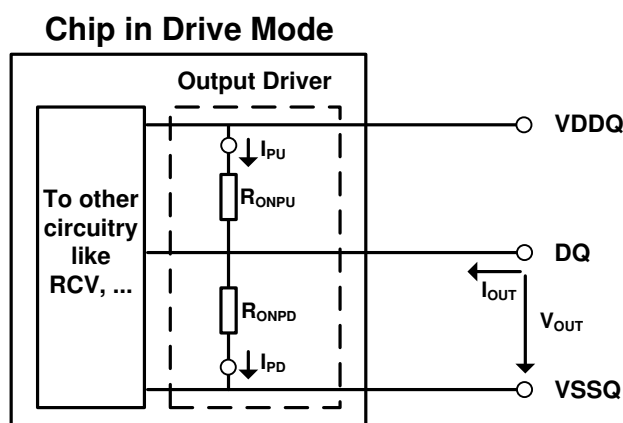 Chip in Drive Mode
Output Driver
VDDQ
IPU
To other
circuitry
like
RCV, ...
RONPU
DQ
IOUT
RONPD
VOUT
IPD
VSSQ